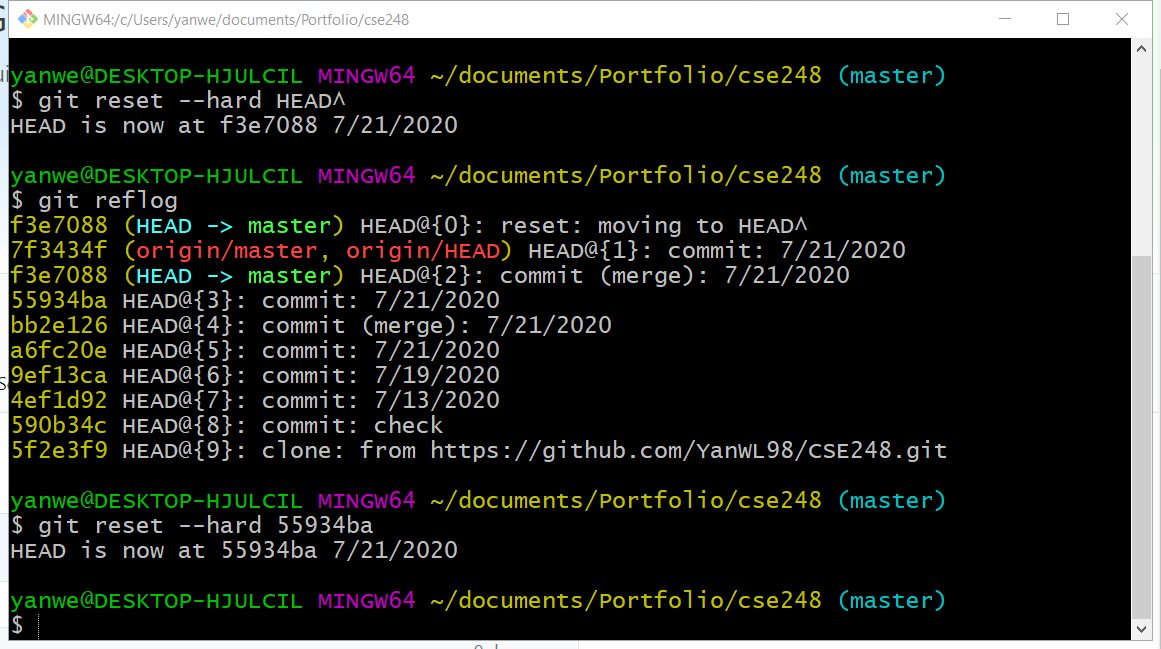 MINGW64:/c/Users/yanwe/documents/Portfolio/cse248
yanwe@DESKTOP-HJULCIL MINGW64 ~/documents/Portfolio/cse248 (master)
$ git reset --hard HEAD^
HEAD is now at f3e7088 7/21/2020
yanwe@DESKTOP-HJULCIL MINGW64 ~/documents/Portfolio/cse248 (master)
$ git reflog
f3e7088 (HEAD -> master) HEAD@{0}: reset: moving to HEAD^
7f3434f (origin/master, origin/HEAD) HEAD@{1}: commit: 7/21/2020
f3e7088 (HEAD -> master) HEAD@{2}: commit (merge): 7/21/2020
55934ba HEAD@{3}: commit: 7/21/2020
bb2e126 HEAD@{4}: commit (merge): 7/21/2020
a6fc20e HEAD@{5}: commit: 7/21/2020
9ef13ca HEAD@{6}: commit: 7/19/2020
4ef1d92 HEAD@{7}: commit: 7/13/2020
590b34c HEAD@{8}: commit: check
5f2e3f9 HEAD@{9}: clone: from https://github.com/YanWL98/CSE248.git
yanwe@DESKTOP-HJULCIL MINGW64 ~/documents/Portfolio/cse248 (master)
$ git reset --hard 55934ba
HEAD is now at 55934ba 7/21/2020
yanwe@DESKTOP-HJULCIL MINGW64 ~/documents/Portfolio/cse248 (master)
$